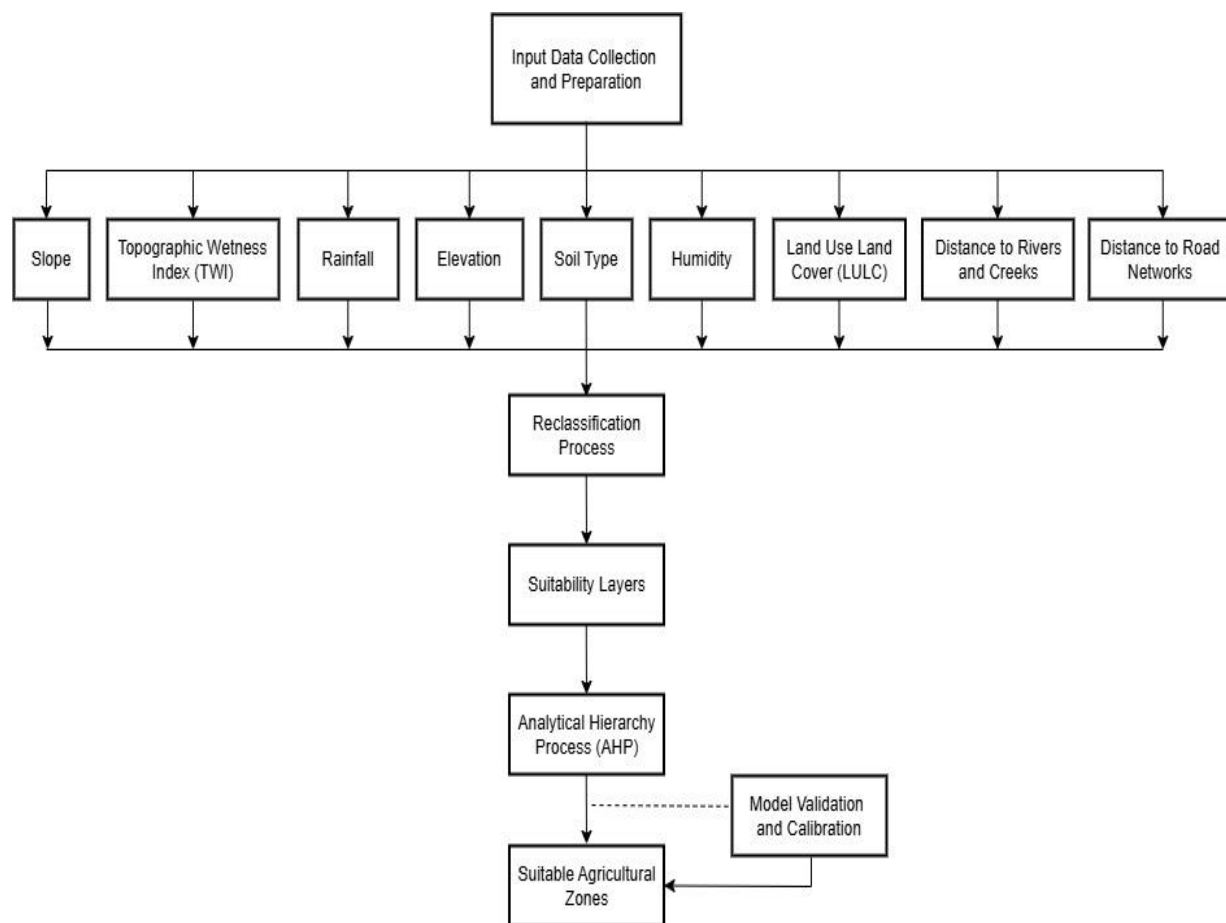 Input Data Collection
and Preparation
Slope
Topographic Wetness
Index (TWI)
Rainfall
Elevation
Soil Type
Humidity
Land Use Land
Cover (LULC)
Distance to Rivers
and Creeks
Distance to Road
Networks
Reclassification
Process
Suitability Layers
Analytical Hierarchy
Process (AHP)
Model Validation
and Calibration
Suitable Agricultural
Zones